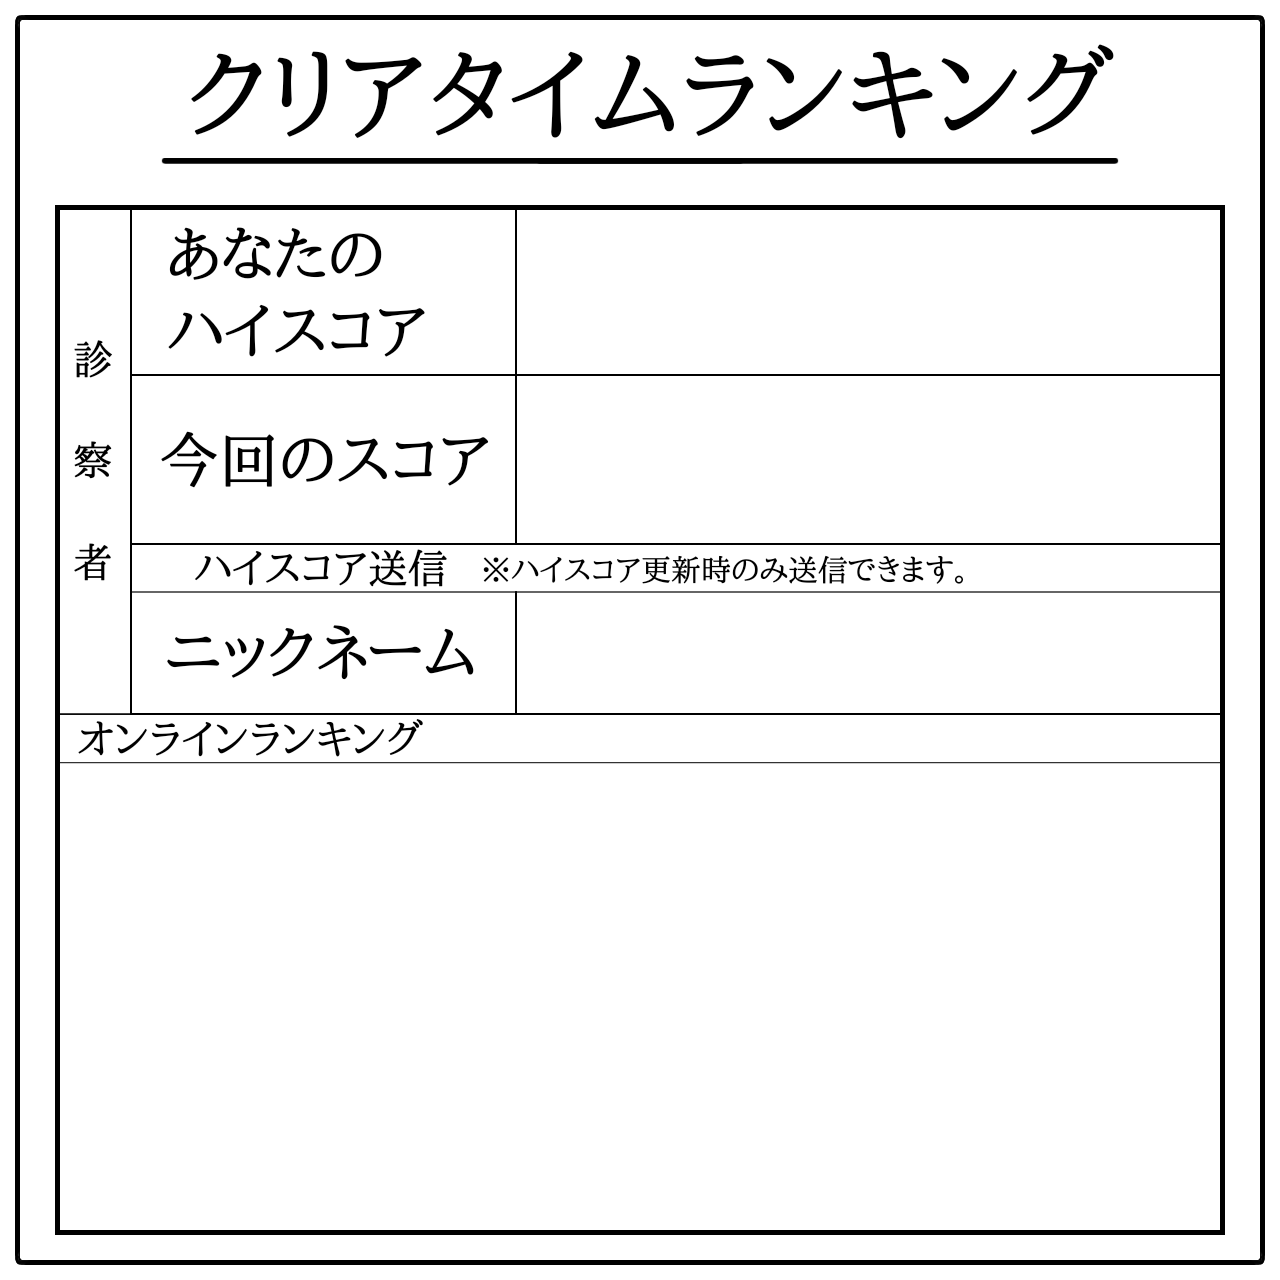 クリアタイムランキング
診察者
あなたの
ハイスコア
今回のスコア
ハイスコア送信　※ハイスコア更新時のみ送信できます。
ニックネーム
オンラインランキング